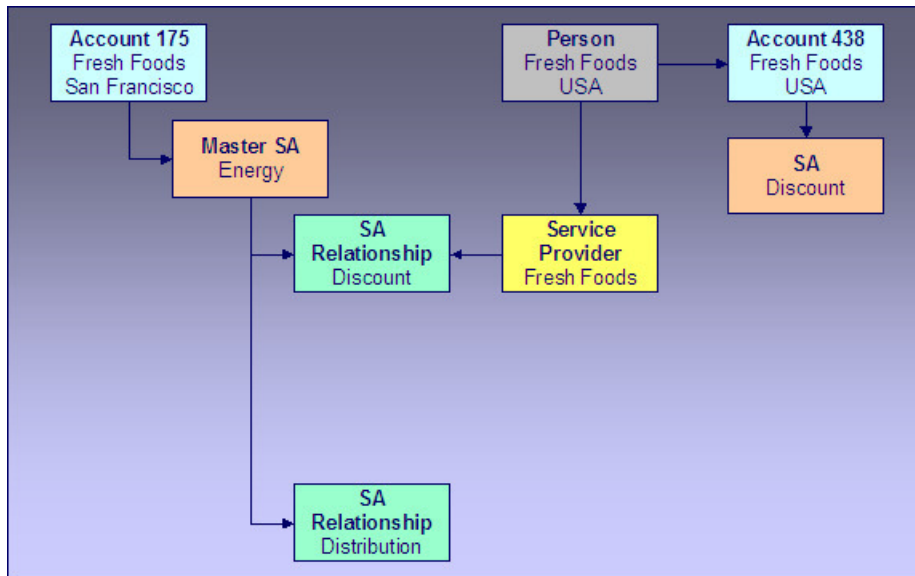 Account 175
Fresh Foods
San Francisco
Person
Fresh Foods
USA
Account 438
Fresh Foods
USA
Master SA
Energy
SA
Discount
SA
Relationship
Discount
Service
Provider
Fresh Foods
SA
Relationship
Distribution